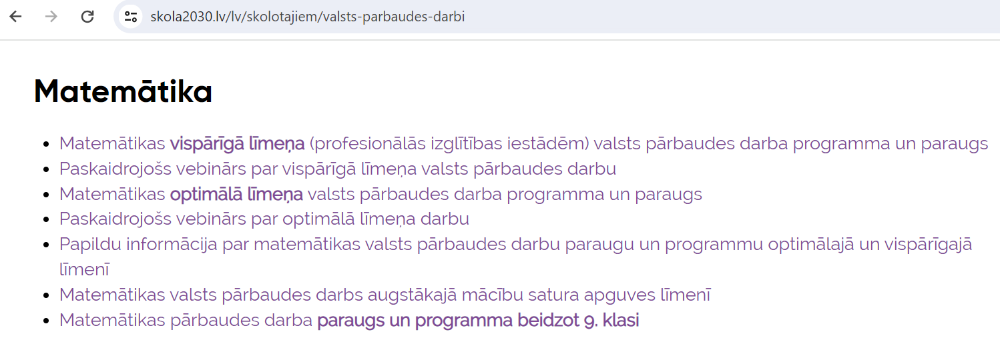 skola2030.lv/lv/skolotajiem/valsts-parbaudes-darbi
Matemātika
Matemātikas vispārīgā līmeņa (profesionālās izglītības iestādēm) valsts pārbaudes darba programma un paraugs
Paskaidrojošs vebinārs par vispārīgā līmeņa valsts pārbaudes darbu
Matemātikas optimālā līmeņa valsts pārbaudes darba programma un paraugs
Paskaidrojošs vebinārs par optimālā līmeņa darbu
Papildu informācija par matemātikas valsts pārbaudes darbu paraugu un programmu optimālajā un vispārīgajā
līmenī
Matemātikas valsts pārbaudes darbs augstākajā mācību satura apguves līmenī
Matemātikas pārbaudes darba paraugs un programma beidzot 9. klasi